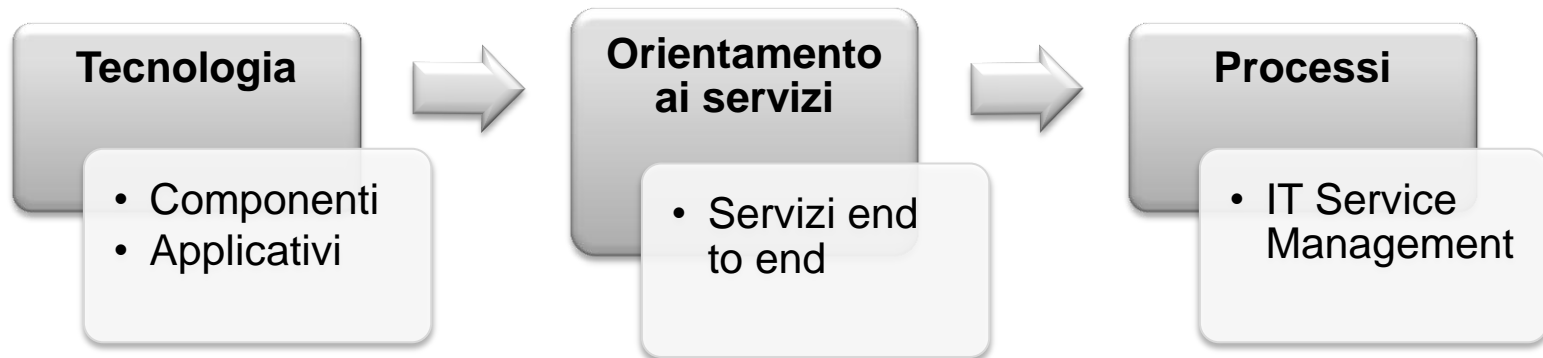 Tecnologia
• Componenti
• Applicativi
Orientamento
ai servizi
• Servizi end
to end
Processi
• IT Service
Management